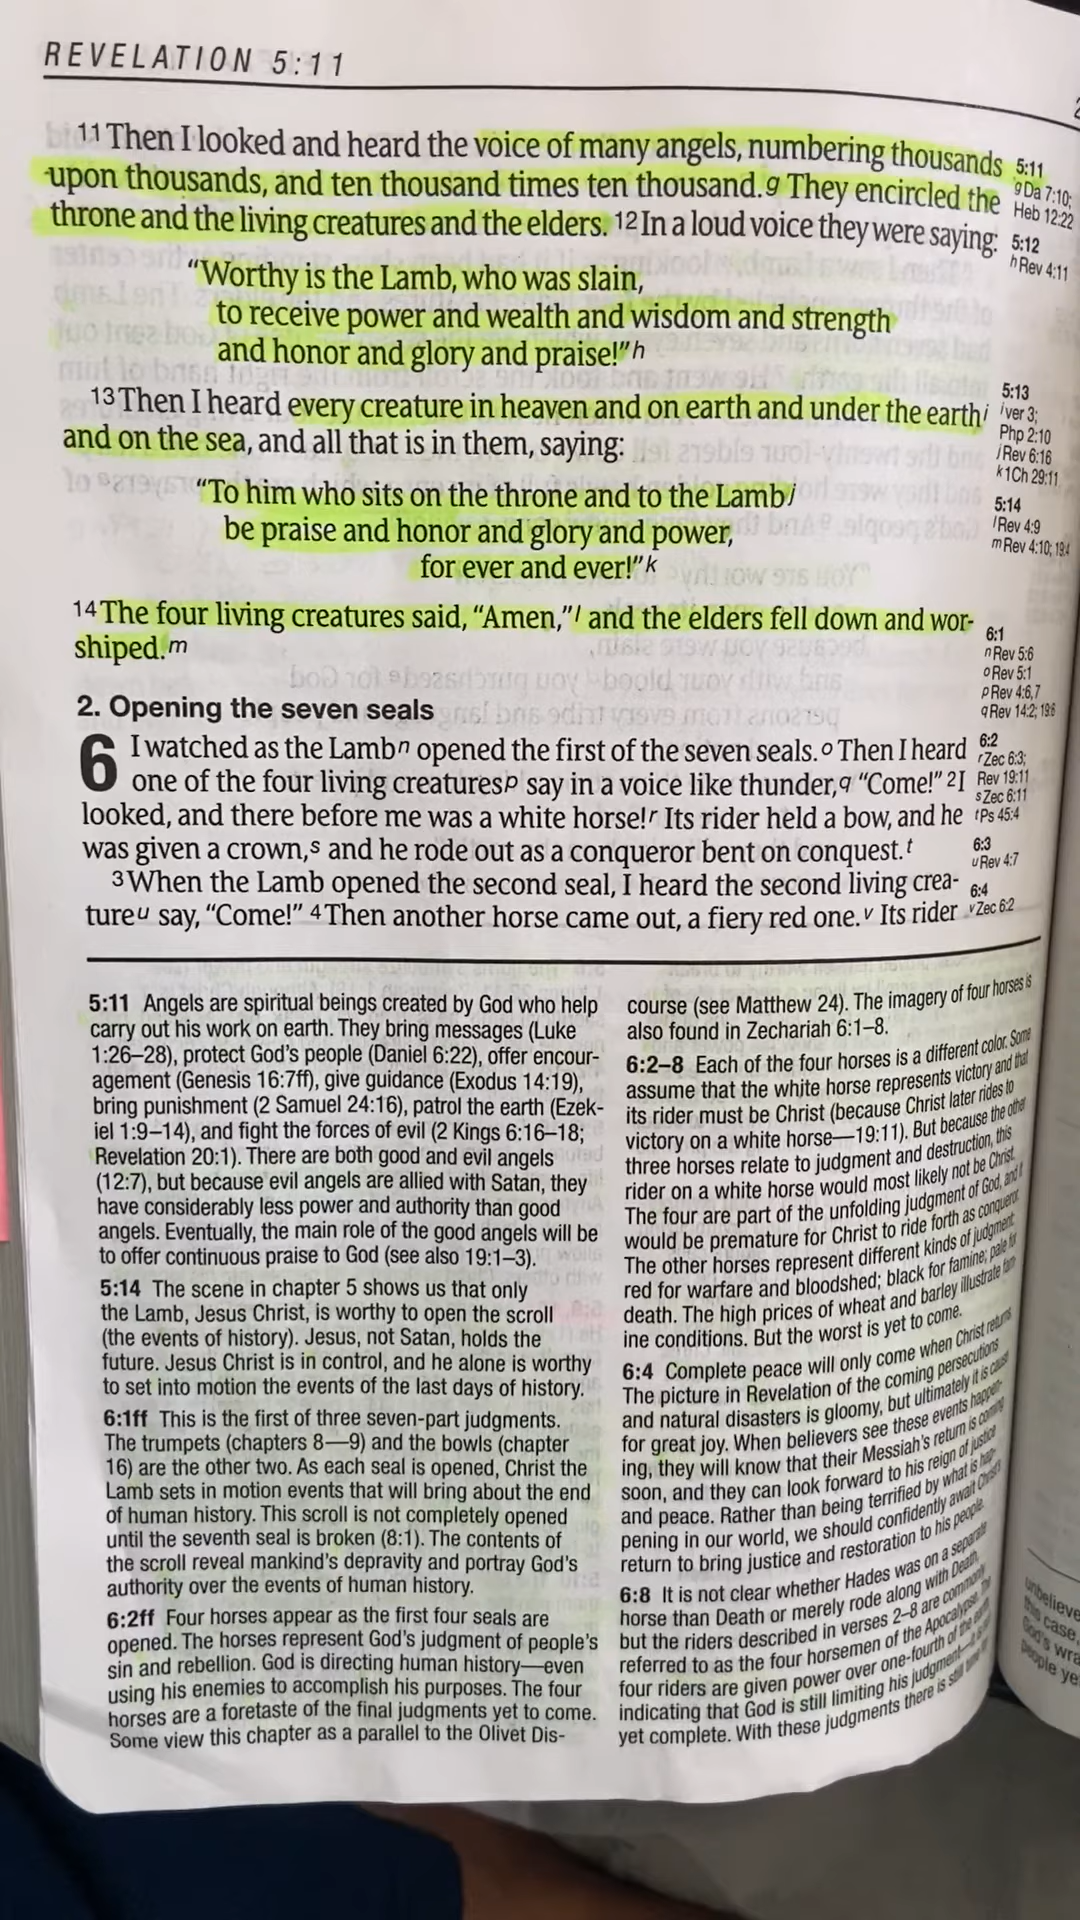 REVELATION 5:11
11 Then I looked and heard the voice of many angels, numbering thousands
upon thousands, and ten thousand times ten thousand.g They encircled the
throne and the living creatures and the elders. 12 In a loud voice they were saying:
“Worthy is the Lamb, who was slain,
to receive power and wealth and wisdom and strength
and honor and glory and praise!”h
13 Then I heard every creature in heaven and on earth and under the earthi
and on the sea, and all that is in them, saying:
“To him who sits on the throne and to the Lambj
be praise and honor and glory and power,
for ever and ever!”k
14 The four living creatures said, “Amen,”l and the elders fell down and wor-
shiped.m
2. Opening the seven seals
6 I watched as the Lambn opened the first of the seven seals.o Then I heard
one of the four living creaturesp say in a voice like thunder,q “Come!” 2 I
looked, and there before me was a white horse!r Its rider held a bow, and he
was given a crown,s and he rode out as a conqueror bent on conquest.t
3 When the Lamb opened the second seal, I heard the second living crea-
tureu say, “Come!” 4 Then another horse came out, a fiery red one.v Its rider
5:11
g Da 7:10;
Heb 12:22
5:12
h Rev 4:11
5:13
i ver 3;
Php 2:10
j Rev 6:16
k 1Ch 29:11
5:14
l Rev 4:9
m Rev 4:10; 19:4
6:1
n Rev 5:6
o Rev 5:1
p Rev 4:6,7
q Rev 14:2; 19:6
6:2
r Zec 6:3;
Rev 19:11
s Zec 6:11
t Ps 45:4
6:3
u Rev 4:7
6:4
v Zec 6:2
5:11 Angels are spiritual beings created by God who help
carry out his work on earth. They bring messages (Luke
1:26–28), protect God’s people (Daniel 6:22), offer encour-
agement (Genesis 16:7ff), give guidance (Exodus 14:19),
bring punishment (2 Samuel 24:16), patrol the earth (Ezek-
iel 1:9–14), and fight the forces of evil (2 Kings 6:16–18;
Revelation 20:1). There are both good and evil angels
(12:7), but because evil angels are allied with Satan, they
have considerably less power and authority than good
angels. Eventually, the main role of the good angels will be
to offer continuous praise to God (see also 19:1–3).
5:14 The scene in chapter 5 shows us that only
the Lamb, Jesus Christ, is worthy to open the scroll
(the events of history). Jesus, not Satan, holds the
future. Jesus Christ is in control, and he alone is worthy
to set into motion the events of the last days of history.
6:1ff This is the first of three seven-part judgments.
The trumpets (chapters 8—9) and the bowls (chapter
16) are the other two. As each seal is opened, Christ the
Lamb sets in motion events that will bring about the end
of human history. This scroll is not completely opened
until the seventh seal is broken (8:1). The contents of
the scroll reveal mankind’s depravity and portray God’s
authority over the events of human history.
6:2ff Four horses appear as the first four seals are
opened. The horses represent God’s judgment of people’s
sin and rebellion. God is directing human history—even
using his enemies to accomplish his purposes. The four
horses are a foretaste of the final judgments yet to come.
Some view this chapter as a parallel to the Olivet Dis-
course (see Matthew 24). The imagery of four horses is
also found in Zechariah 6:1–8.
6:2–8 Each of the four horses is a different color. Some
assume that the white horse represents victory and that
its rider must be Christ (because Christ later rides to
victory on a white horse—19:11). But because the other
three horses relate to judgment and destruction, this
rider on a white horse would most likely not be Christ.
The four are part of the unfolding judgment of God, and it
would be premature for Christ to ride forth as conqueror.
The other horses represent different kinds of judgment:
red for warfare and bloodshed; black for famine; pale for
death. The high prices of wheat and barley illustrate fam-
ine conditions. But the worst is yet to come.
6:4 Complete peace will only come when Christ returns.
The picture in Revelation of the coming persecutions
and natural disasters is gloomy, but ultimately it is cause
for great joy. When believers see these events happen-
ing, they will know that their Messiah’s return is coming
soon, and they can look forward to his reign of justice
and peace. Rather than being terrified by what is hap-
pening in our world, we should confidently await Christ’s
return to bring justice and restoration to his people.
6:8 It is not clear whether Hades was on a separate
horse than Death or merely rode along with Death,
but the riders described in verses 2–8 are commonly
referred to as the four horsemen of the Apocalypse. The
four riders are given power over one-fourth of the earth,
indicating that God is still limiting his judgment—it is
yet complete. With these judgments there is still time
unbelieve
this case,
God’s wra
people ye